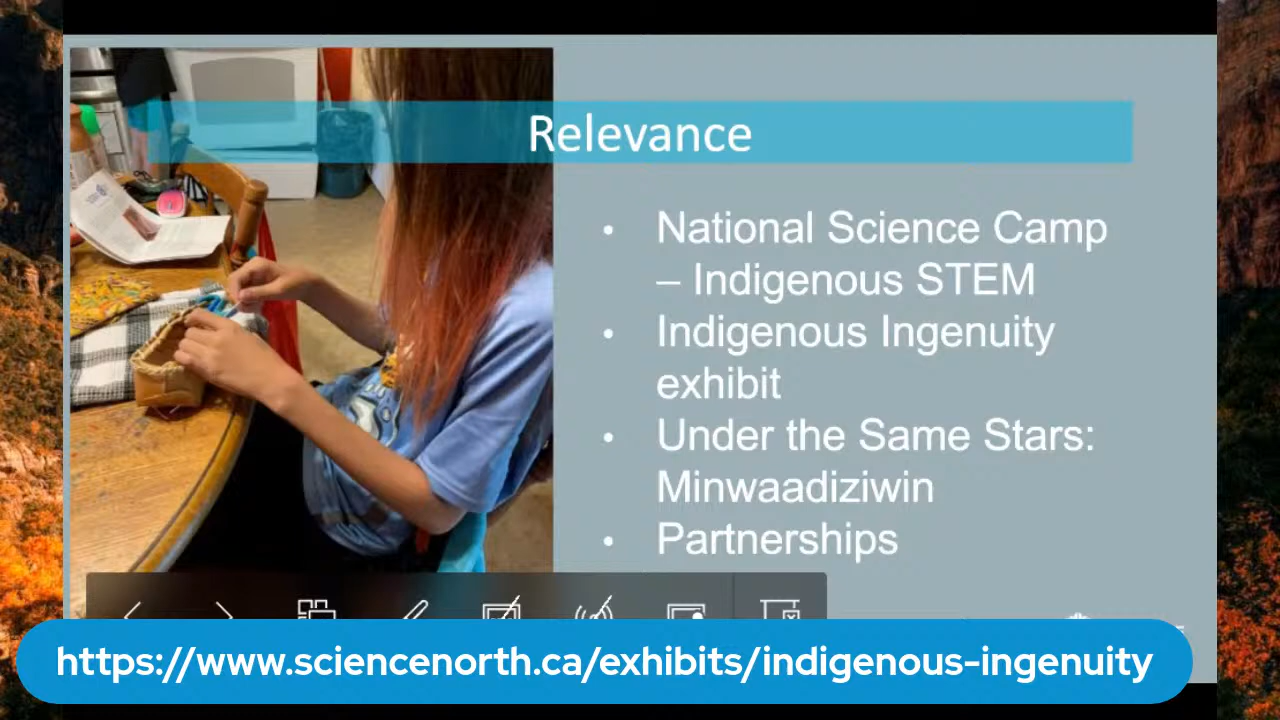 Relevance
• National Science Camp
– Indigenous STEM
• Indigenous Ingenuity
exhibit
• Under the Same Stars:
Minwaadiziwin
• Partnerships
https://www.sciencenorth.ca/exhibits/indigenous-ingenuity